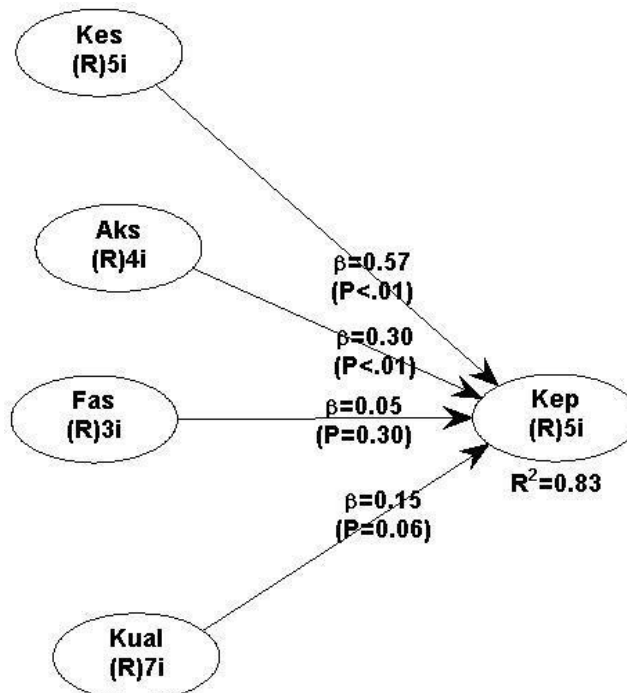 Kes
(R)5i
Aks
(R)4i
β=0.57
(P<.01)
β=0.30
(P<.01)
Fas
(R)3i
β=0.05
(P=0.30)
Kep
(R)5i
R²=0.83
β=0.15
(P=0.06)
Kual
(R)7i